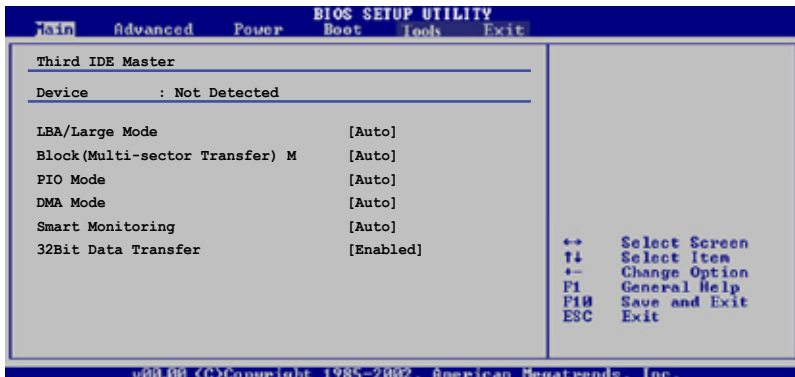 BIOS SETUP UTILITY
Main Advanced Power Boot Tools Exit
Third IDE Master
Device : Not Detected
LBA/Large Mode [Auto]
Block(Multi-sector Transfer) M [Auto]
PIO Mode [Auto]
DMA Mode [Auto]
Smart Monitoring [Auto]
32Bit Data Transfer [Enabled]
↔ Select Screen
↑↓ Select Item
+- Change Option
F1 General Help
F10 Save and Exit
ESC Exit
v00.00 (C)Copyright 1985-2002, American Megatrends, Inc.